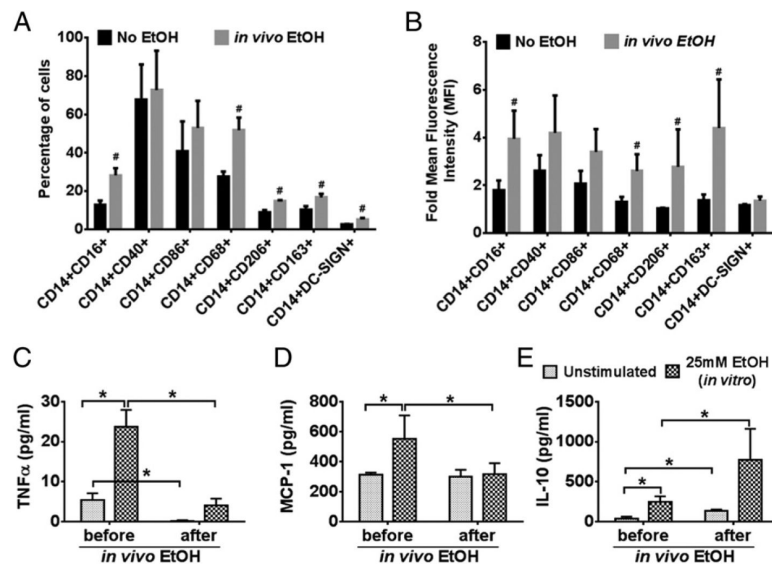 A
No EtOH
in vivo EtOH
Percentage of cells
100
80
60
40
20
0
#
#
#
#
#
CD14+CD16+
CD14+CD40+
CD14+CD86+
CD14+CD68+
CD14+CD206+
CD14+CD163+
CD14+DC-SIGN+
B
No EtOH
in vivo EtOH
Fold Mean Fluorescence
Intensity (MFI)
8
6
4
2
0
#
#
#
#
CD14+CD16+
CD14+CD40+
CD14+CD86+
CD14+CD68+
CD14+CD206+
CD14+CD163+
CD14+DC-SIGN+
C
TNFα (pg/ml)
30
20
10
0
*
*
*
before
after
in vivo EtOH
D
MCP-1 (pg/ml)
800
600
400
200
0
*
*
before
after
in vivo EtOH
E
Unstimulated
25mM EtOH
(in vitro)
IL-10 (pg/ml)
1500
1000
500
0
*
*
*
before
after
in vivo EtOH